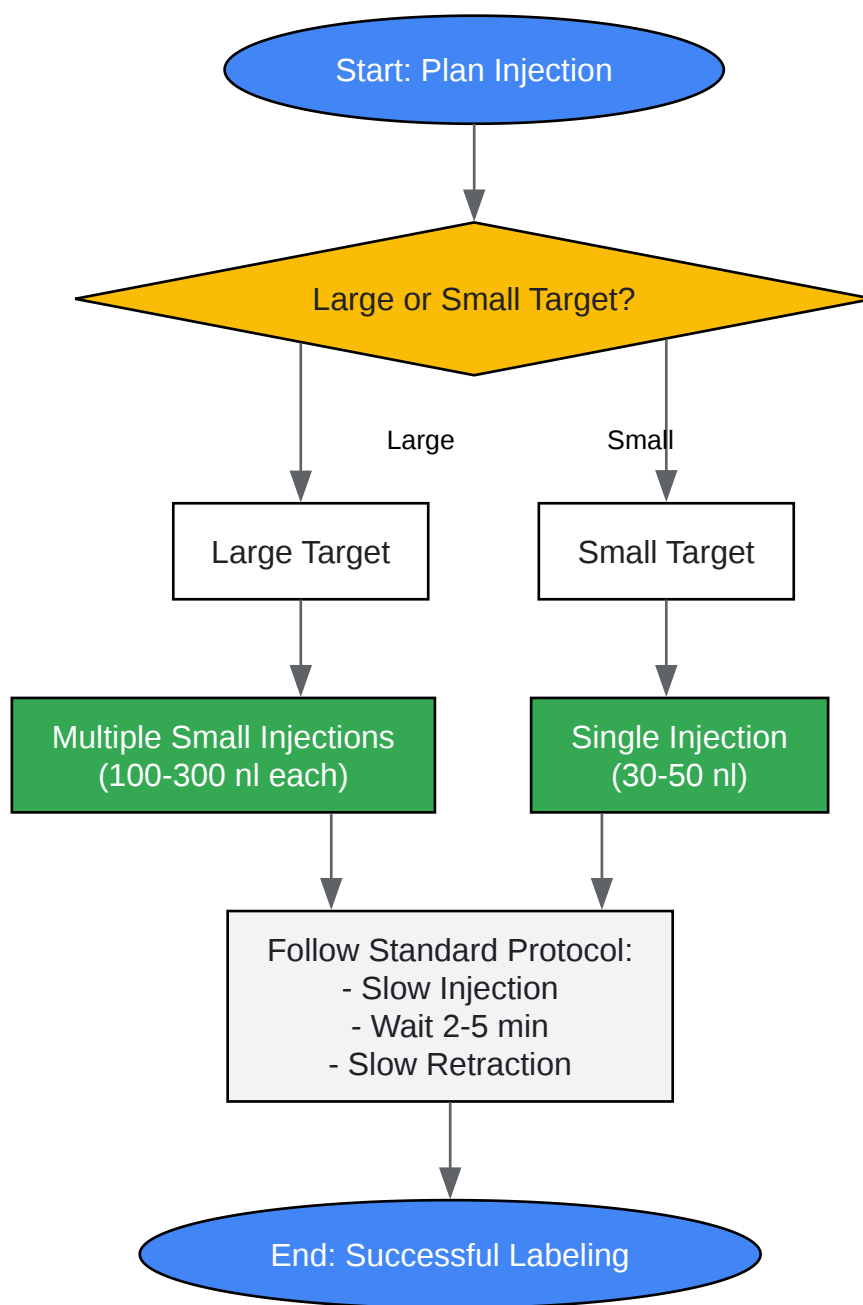 Start: Plan Injection
Large or Small Target?
Large
Small
Large Target
Small Target
Multiple Small Injections
(100-300 nl each)
Single Injection
(30-50 nl)
Follow Standard Protocol:
- Slow Injection
- Wait 2-5 min
- Slow Retraction
End: Successful Labeling